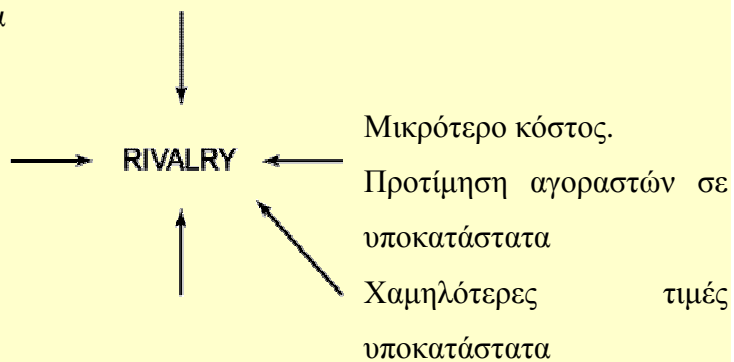 RIVALRY
Μικρότερο κόστος.
Προτίμηση αγοραστών σε
υποκατάστατα
Χαμηλότερες τιμές
υποκατάστατα